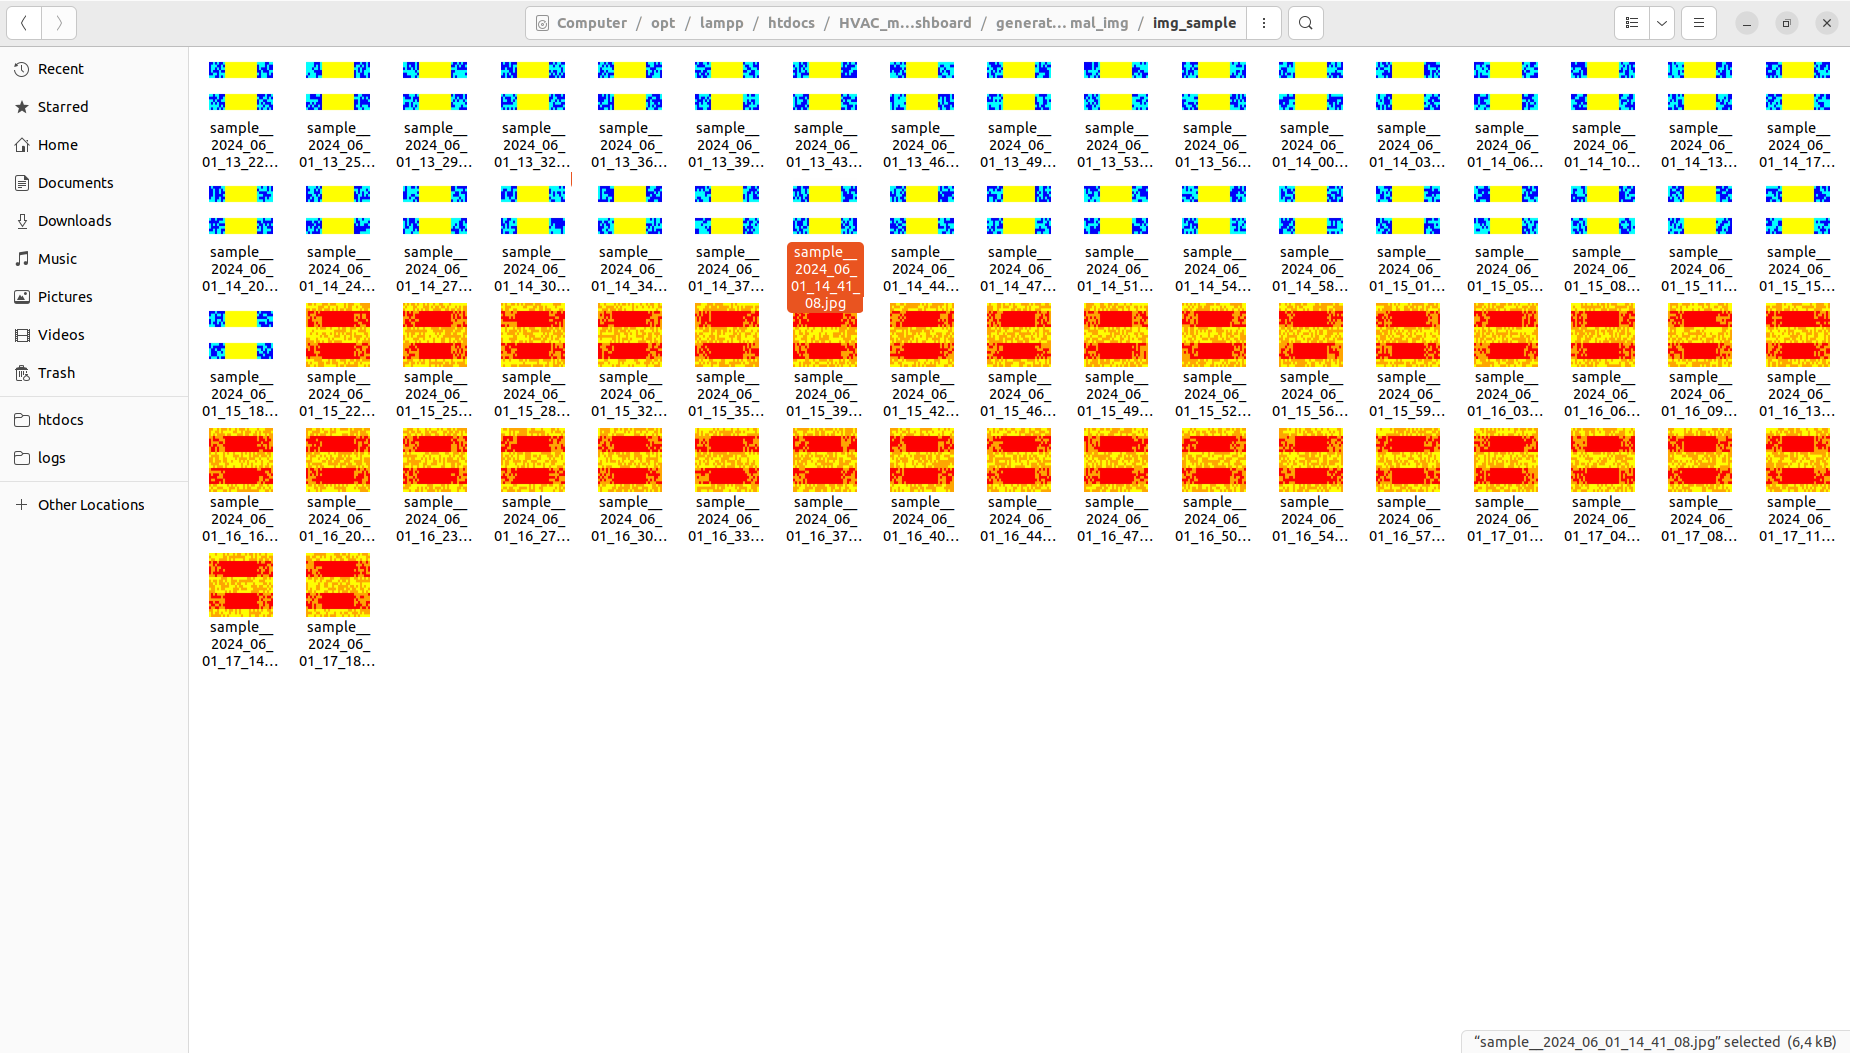 Computer / opt / lampp / htdocs / HVAC_m...shboard / generat... mal_img / img_sample
Recent
Starred
Home
Documents
Downloads
Music
Pictures
Videos
Trash
htdocs
logs
Other Locations
sample__ sample__ sample__ sample__ sample__ sample__ sample__ sample__ sample__ sample__ sample__ sample__ sample__ sample__ sample__ sample__ sample__
2024_06_ 2024_06_ 2024_06_ 2024_06_ 2024_06_ 2024_06_ 2024_06_ 2024_06_ 2024_06_ 2024_06_ 2024_06_ 2024_06_ 2024_06_ 2024_06_ 2024_06_ 2024_06_ 2024_06_
01_13_22... 01_13_25... 01_13_29... 01_13_32... 01_13_36... 01_13_39... 01_13_43... 01_13_46... 01_13_49... 01_13_53... 01_13_56... 01_14_00... 01_14_03... 01_14_06... 01_14_10... 01_14_13... 01_14_17...
sample__ sample__ sample__ sample__ sample__ sample__ sample__ sample__ sample__ sample__ sample__ sample__ sample__ sample__ sample__ sample__ sample__
2024_06_ 2024_06_ 2024_06_ 2024_06_ 2024_06_ 2024_06_ 2024_06_ 2024_06_ 2024_06_ 2024_06_ 2024_06_ 2024_06_ 2024_06_ 2024_06_ 2024_06_ 2024_06_ 2024_06_
01_14_20... 01_14_24... 01_14_27... 01_14_30... 01_14_34... 01_14_37... 01_14_41_ 01_14_44... 01_14_47... 01_14_51... 01_14_54... 01_14_58... 01_15_01... 01_15_05... 01_15_08... 01_15_11... 01_15_15...
08.jpg
sample__ sample__ sample__ sample__ sample__ sample__ sample__ sample__ sample__ sample__ sample__ sample__ sample__ sample__ sample__ sample__ sample__
2024_06_ 2024_06_ 2024_06_ 2024_06_ 2024_06_ 2024_06_ 2024_06_ 2024_06_ 2024_06_ 2024_06_ 2024_06_ 2024_06_ 2024_06_ 2024_06_ 2024_06_ 2024_06_ 2024_06_
01_15_18... 01_15_22... 01_15_25... 01_15_28... 01_15_32... 01_15_35... 01_15_39... 01_15_42... 01_15_46... 01_15_49... 01_15_52... 01_15_56... 01_15_59... 01_16_03... 01_16_06... 01_16_09... 01_16_13...
sample__ sample__ sample__ sample__ sample__ sample__ sample__ sample__ sample__ sample__ sample__ sample__ sample__ sample__ sample__ sample__ sample__
2024_06_ 2024_06_ 2024_06_ 2024_06_ 2024_06_ 2024_06_ 2024_06_ 2024_06_ 2024_06_ 2024_06_ 2024_06_ 2024_06_ 2024_06_ 2024_06_ 2024_06_ 2024_06_ 2024_06_
01_16_16... 01_16_20... 01_16_23... 01_16_27... 01_16_30... 01_16_33... 01_16_37... 01_16_40... 01_16_44... 01_16_47... 01_16_50... 01_16_54... 01_16_57... 01_17_01... 01_17_04... 01_17_08... 01_17_11...
sample__ sample__
2024_06_ 2024_06_
01_17_14... 01_17_18...
“sample__2024_06_01_14_41_08.jpg” selected (6,4 kB)